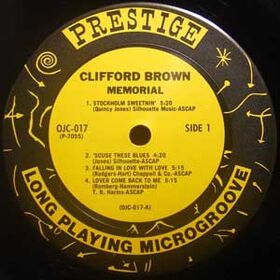 PRESTIGE
CLIFFORD BROWN
MEMORIAL
1. STOCKHOLM SWEETNIN' 5:20
(Quincy Jones) Silhouette Music-ASCAP
OJC-017
(P-7055)
SIDE 1
2. 'SCUSE THESE BLUES 4:20
(Jones) Silhouette-ASCAP
3. FALLING IN LOVE WITH LOVE 5:15
(Rodgers-Hart) Chappell & Co.-ASCAP
4. LOVER COME BACK TO ME 5:15
(Romberg-Hammerstein)
T. B. Harms-ASCAP
(OJC-017-A)
LONG PLAYING MICROGROOVE